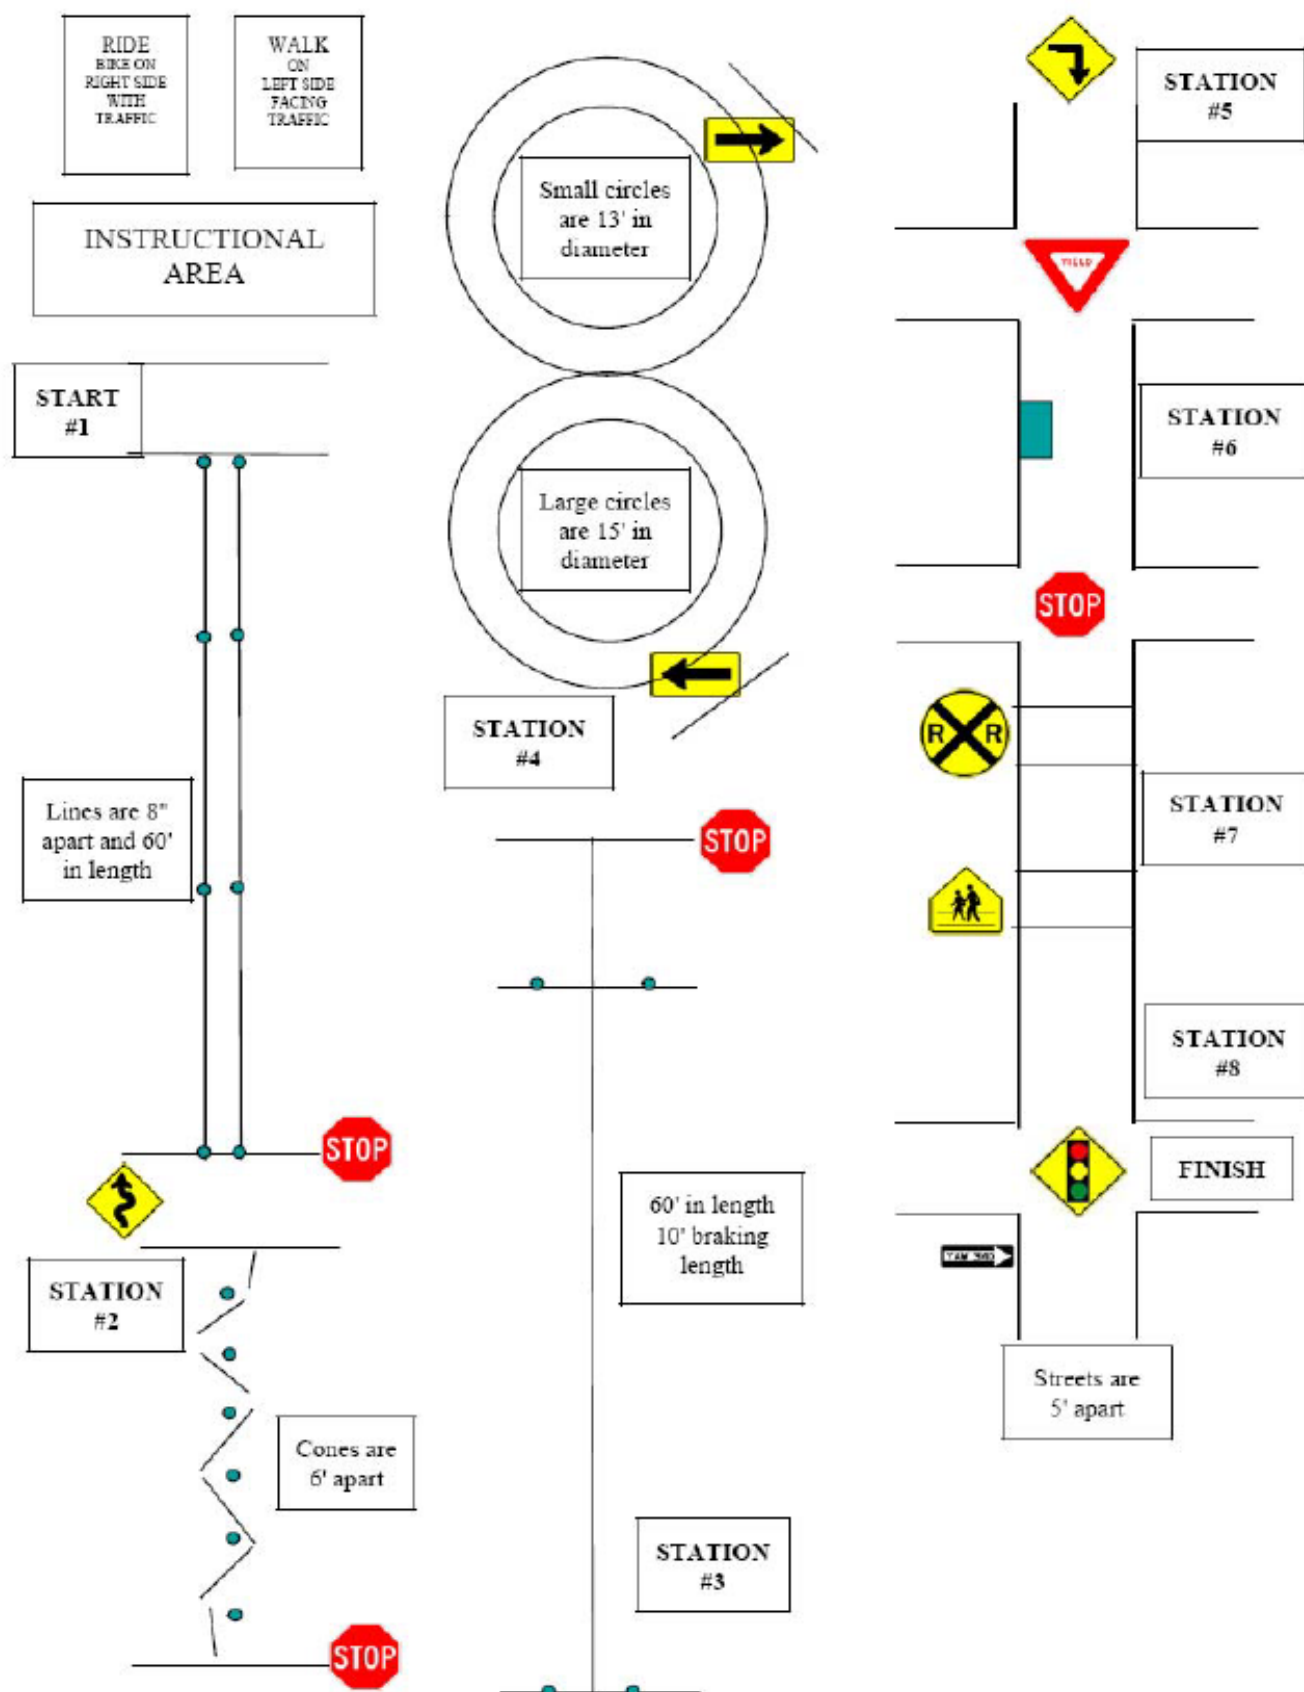 RIDE
BIKE ON
RIGHT SIDE
WITH
TRAFFIC
WALK
ON
LEFT SIDE
FACING
TRAFFIC
INSTRUCTIONAL
AREA
START
#1
Lines are 8"
apart and 60'
in length
STOP
STATION
#2
Cones are
6' apart
STOP
Small circles
are 13' in
diameter
Large circles
are 15' in
diameter
STATION
#4
STOP
60' in length
10' braking
length
STATION
#3
STATION
#5
YIELD
STATION
#6
STOP
R R
STATION
#7
STATION
#8
FINISH
Streets are
5' apart